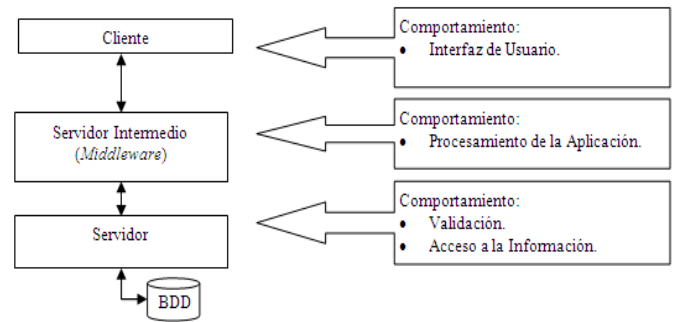 Cliente
Comportamiento:
• Interfaz de Usuario.
Servidor Intermedio
(Middleware)
Comportamiento:
• Procesamiento de la Aplicación.
Servidor
Comportamiento:
• Validación.
• Acceso a la Información.
BDD